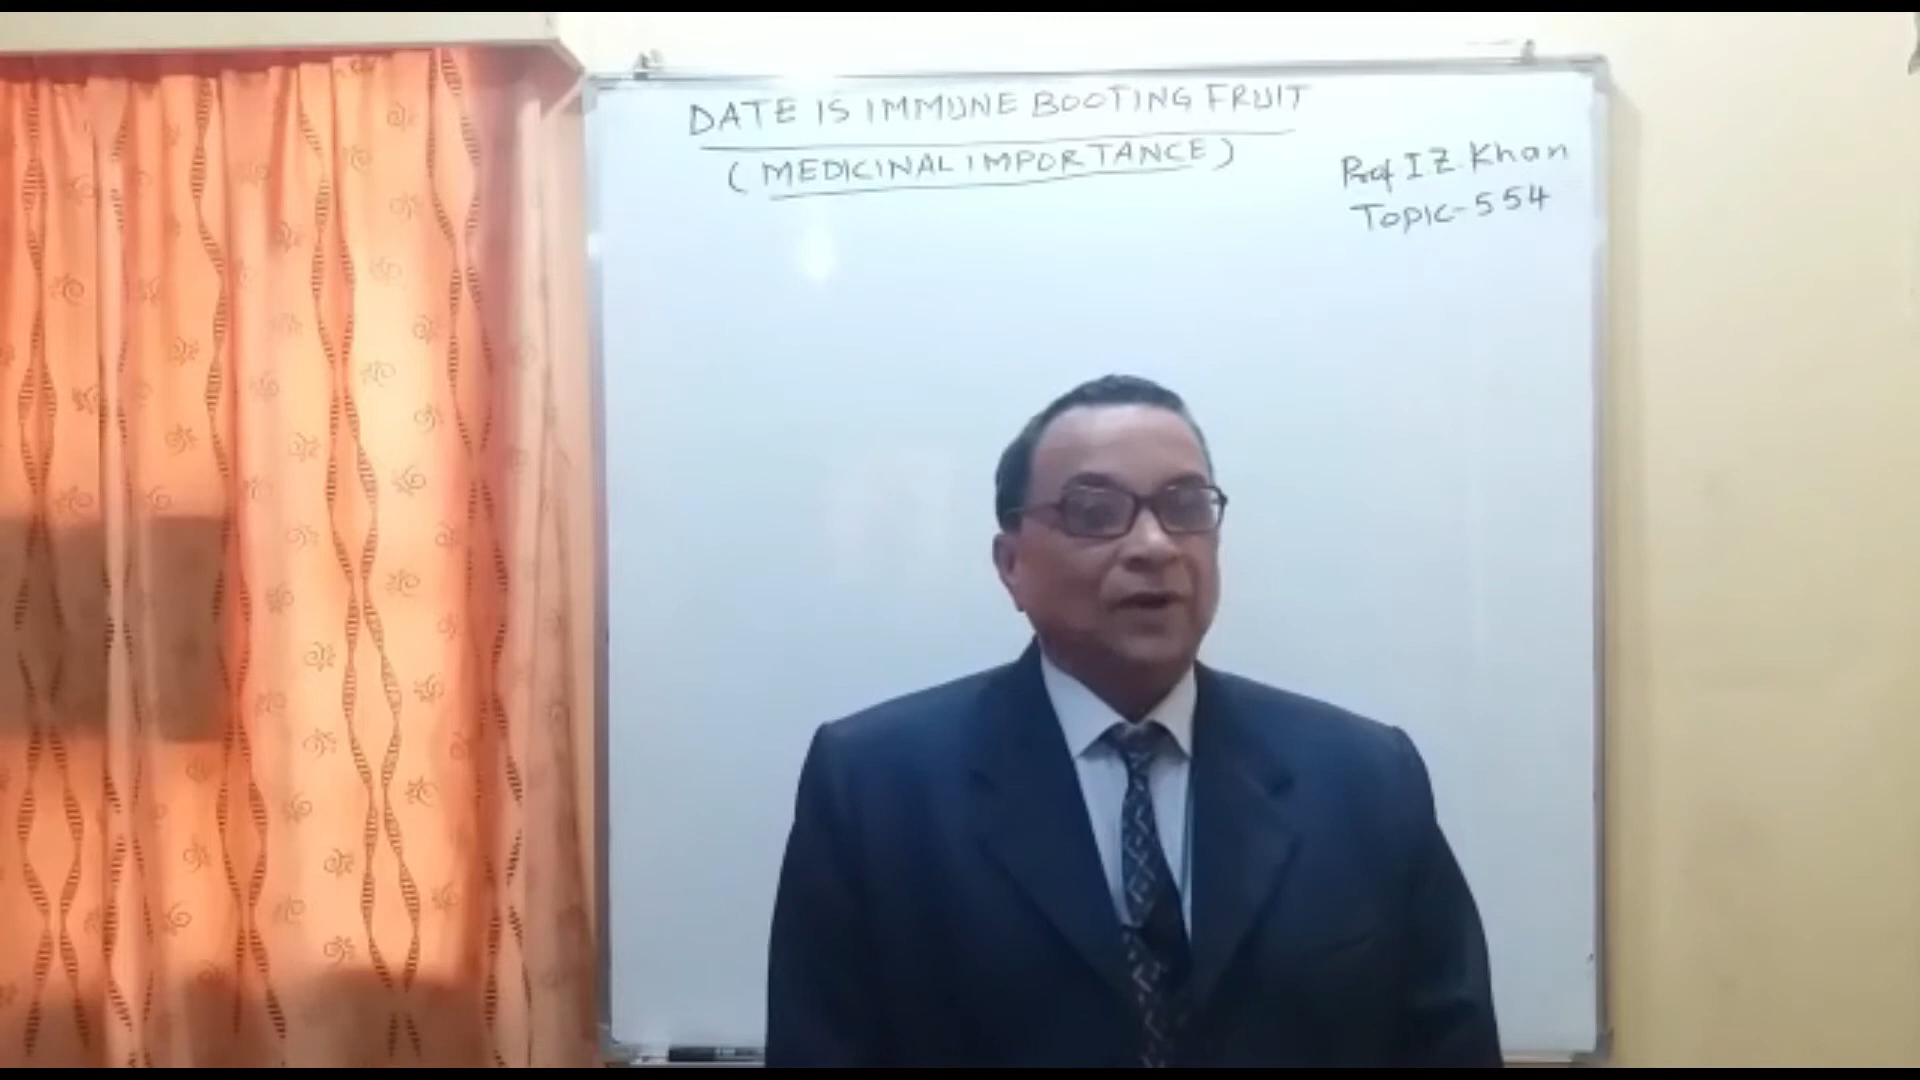 DATE IS IMMUNE BOOTING FRUIT
(MEDICINAL IMPORTANCE)
Prof I Z. Khan
Topic-554